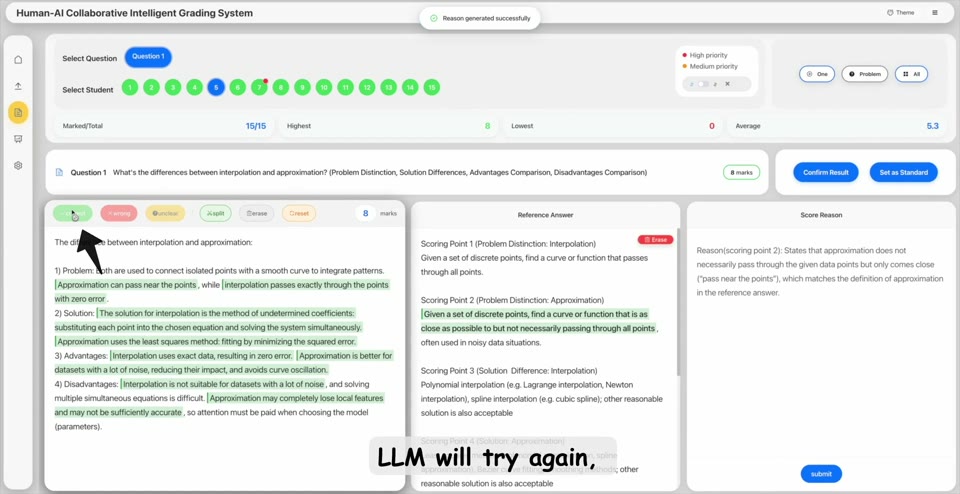 Human-AI Collaborative Intelligent Grading System
Reason generated successfully
Theme
Select Question
Question 1
High priority
Medium priority
One
Problem
All
Select Student
1 2 3 4 5 6 7 8 9 10 11 12 13 14 15
Marked/Total 15/15
Highest 8
Lowest 0
Average 5.3
Question 1 What's the differences between interpolation and approximation? (Problem Distinction, Solution Differences, Advantages Comparison, Disadvantages Comparison)
8 marks
Confirm Result
Set as Standard
wrong
unclear
split
erase
reset
8 marks
The difference between interpolation and approximation:
1) Problem: Both are used to connect isolated points with a smooth curve to integrate patterns.
Approximation can pass near the points, while interpolation passes exactly through the points
with zero error.
2) Solution: The solution for interpolation is the method of undetermined coefficients:
substituting each point into the chosen equation and solving the system simultaneously.
Approximation uses the least squares method: fitting by minimizing the squared error.
3) Advantages: Interpolation uses exact data, resulting in zero error. Approximation is better for
datasets with a lot of noise, reducing their impact, and avoids curve oscillation.
4) Disadvantages: Interpolation is not suitable for datasets with a lot of noise, and solving
multiple simultaneous equations is difficult. Approximation may completely lose local features
and may not be sufficiently accurate, so attention must be paid when choosing the model
(parameters).
Reference Answer
Erase
Scoring Point 1 (Problem Distinction: Interpolation)
Given a set of discrete points, find a curve or function that passes
through all points.
Scoring Point 2 (Problem Distinction: Approximation)
Given a set of discrete points, find a curve or function that is as
close as possible to but not necessarily passing through all points,
often used in noisy data situations.
Scoring Point 3 (Solution Difference: Interpolation)
Polynomial interpolation (e.g. Lagrange interpolation, Newton
interpolation), spline interpolation (e.g. cubic spline); other reasonable
solution is also acceptable
Scoring Point 4 (Solution: Approximation)
other
reasonable solution is also acceptable
Score Reason
Reason(scoring point 2): States that approximation does not
necessarily pass through the given data points but only comes close
("pass near the points"), which matches the definition of approximation
in the reference answer.
submit
LLM will try again,